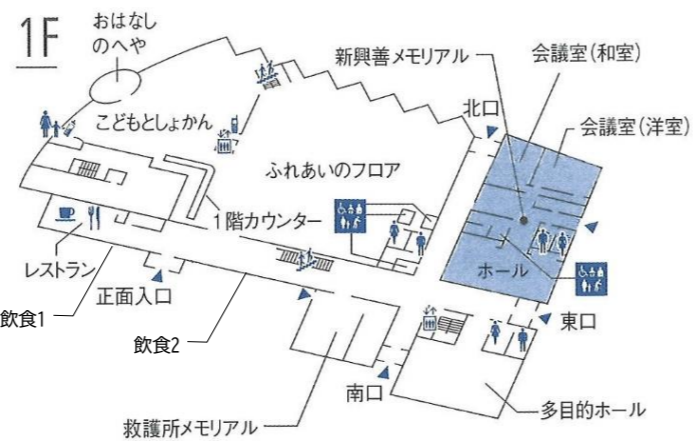 1F
おはなし
のへや
新興善メモリアル
会議室(和室)
北口
会議室(洋室)
こどもとしょかん
ふれあいのフロア
1階カウンター
レストラン
正面入口
ホール
飲食1
飲食2
東口
南口
多目的ホール
救護所メモリアル